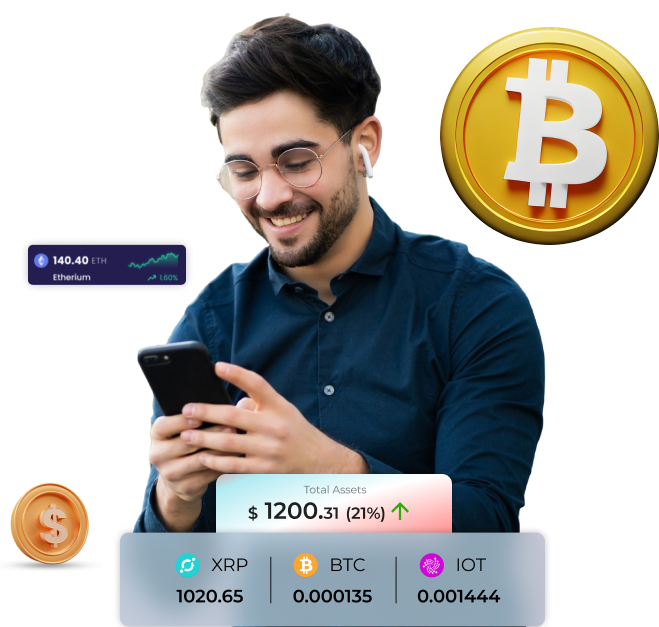 140.40 ETH
Etherium
1.60%
Total Assets
$ 1200.31 (21%)
XRP BTC IOT
1020.65 0.000135 0.001444